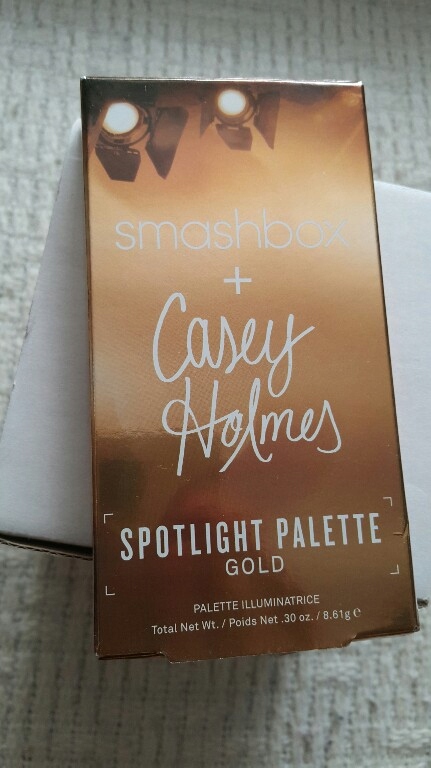 smashbox
+
Casey
Holmes
SPOTLIGHT PALETTE
GOLD
PALETTE ILLUMINATRICE
Total Net Wt. / Poids Net .30 oz. / 8.61g ℮